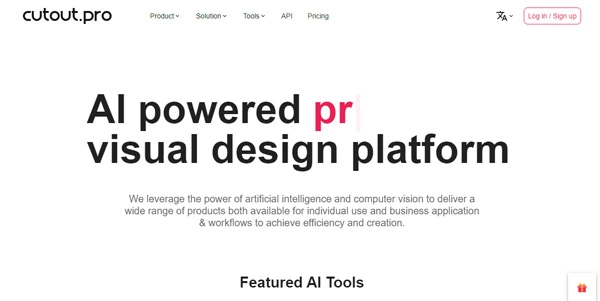 cutout.pro
Product
Solution
Tools
API
Pricing
Log in / Sign up
AI powered pr
visual design platform
We leverage the power of artificial intelligence and computer vision to deliver a
wide range of products both available for individual use and business application
& workflows to achieve efficiency and creation.
Featured AI Tools